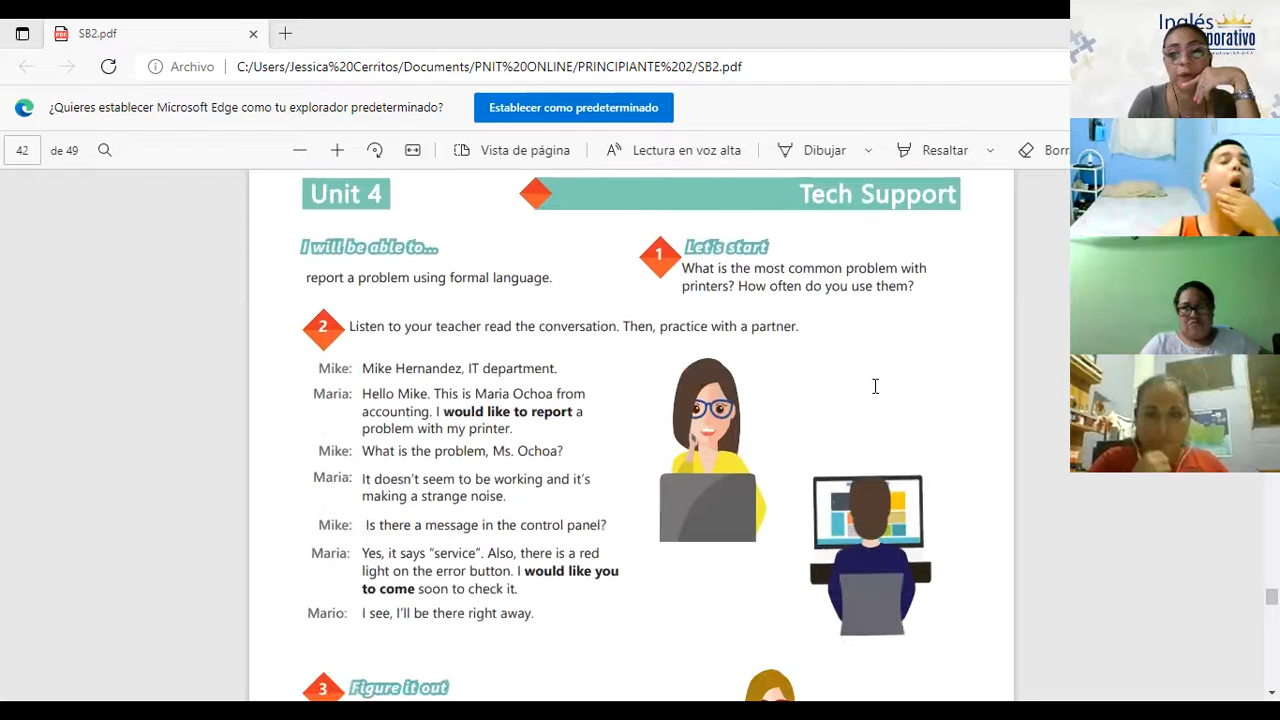 SB2.pdf
Archivo C:/Users/Jessica%20Cerritos/Documents/PNIT%20ONLINE/PRINCIPIANTE%202/SB2.pdf
¿Quieres establecer Microsoft Edge como tu explorador predeterminado? Establecer como predeterminado
42 de 49 Vista de página Lectura en voz alta Dibujar Resaltar Borr
Unit 4 Tech Support
I will be able to...
report a problem using formal language.
1 Let's start
What is the most common problem with
printers? How often do you use them?
2 Listen to your teacher read the conversation. Then, practice with a partner.
Mike: Mike Hernandez, IT department.
Maria: Hello Mike. This is Maria Ochoa from
accounting. I would like to report a
problem with my printer.
Mike: What is the problem, Ms. Ochoa?
Maria: It doesn't seem to be working and it's
making a strange noise.
Mike: Is there a message in the control panel?
Maria: Yes, it says "service". Also, there is a red
light on the error button. I would like you
to come soon to check it.
Mario: I see, I'll be there right away.
3 Figure it out
Inglés
porativo